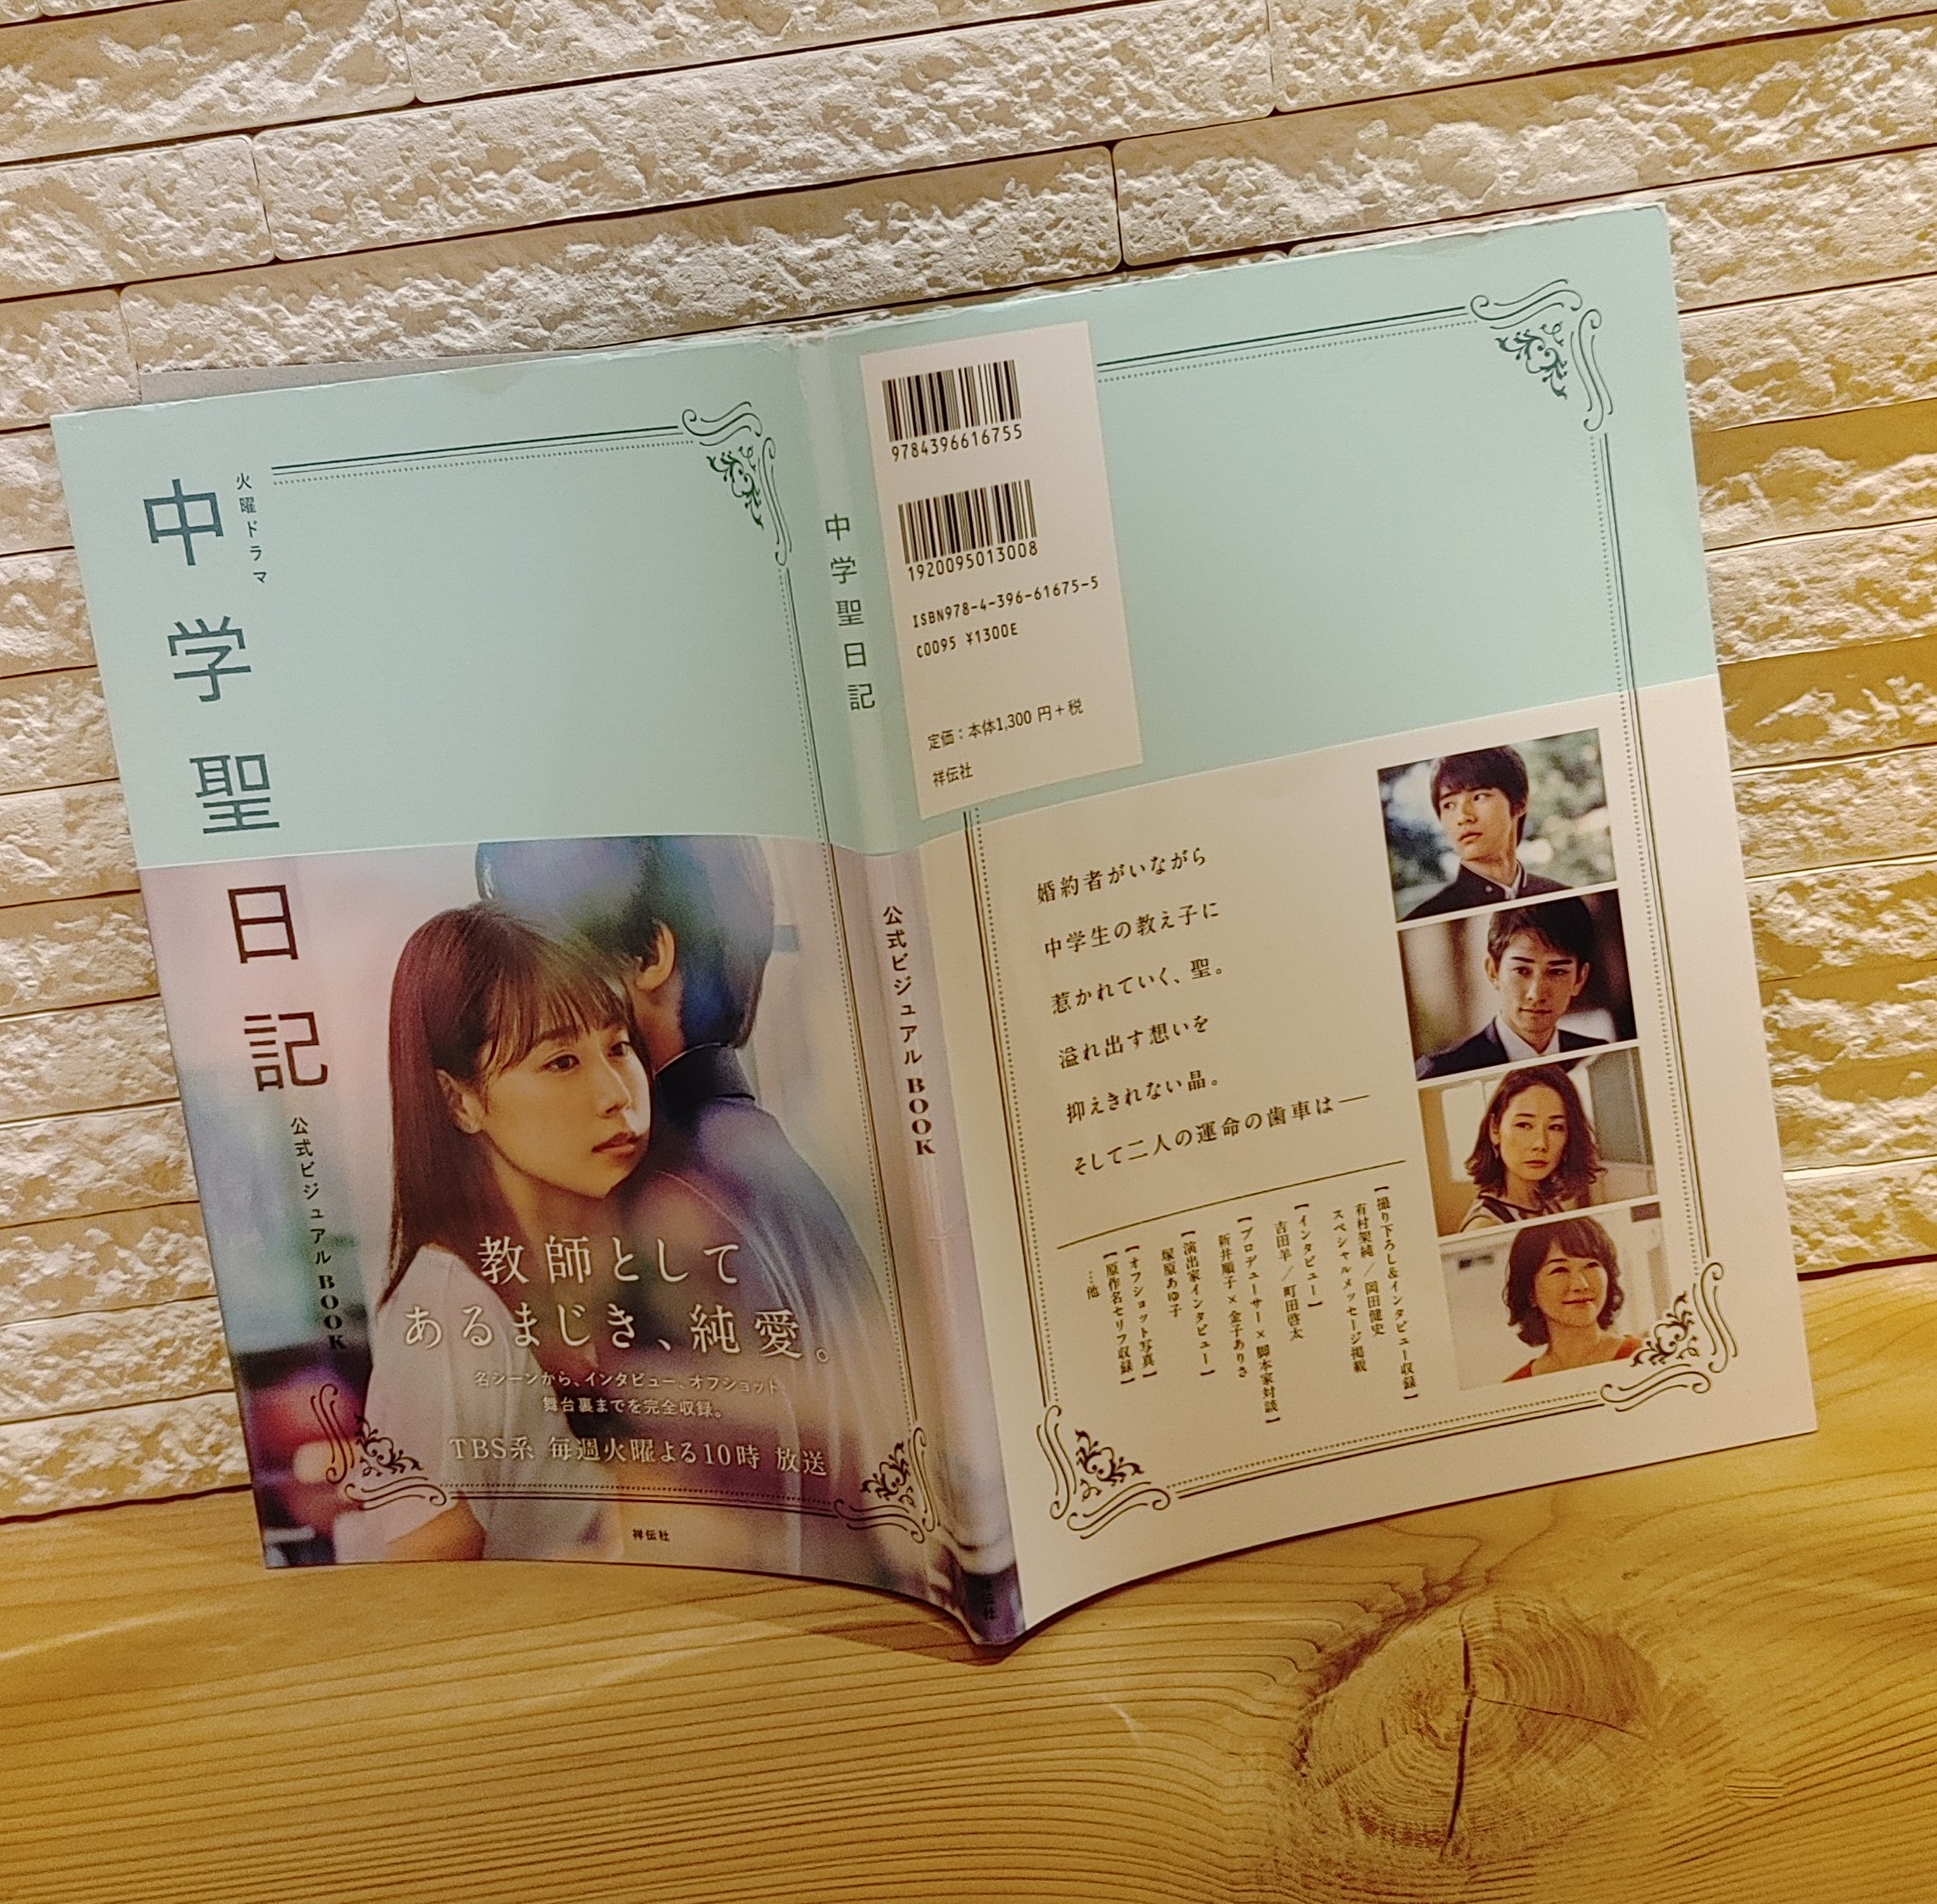 火曜ドラマ
中学聖日記
公式ビジュアルBOOK
教師として
あるまじき、純愛。
名シーンから、インタビュー、オフショット、
舞台裏までを完全収録。
TBS系 毎週火曜よる10時 放送
祥伝社
中学聖日記
公式ビジュアルBOOK
祥伝社
9784396616755
1920095013008
ISBN978-4-396-61675-5
C0095 ¥1300E
定価：本体1,300円+税
祥伝社
婚約者がいながら
中学生の教え子に
惹かれていく、聖。
溢れ出す想いを
抑えきれない晶。
そして二人の運命の歯車は―
【撮り下ろし&インタビュー収録】
有村架純／岡田健史
スペシャルメッセージ掲載
【インタビュー】
吉田羊／町田啓太
【プロデューサー×脚本家対談】
新井順子×金子ありさ
【演出家インタビュー】
塚原あゆ子
【オフショット写真】
【原作名セリフ収録】
…他